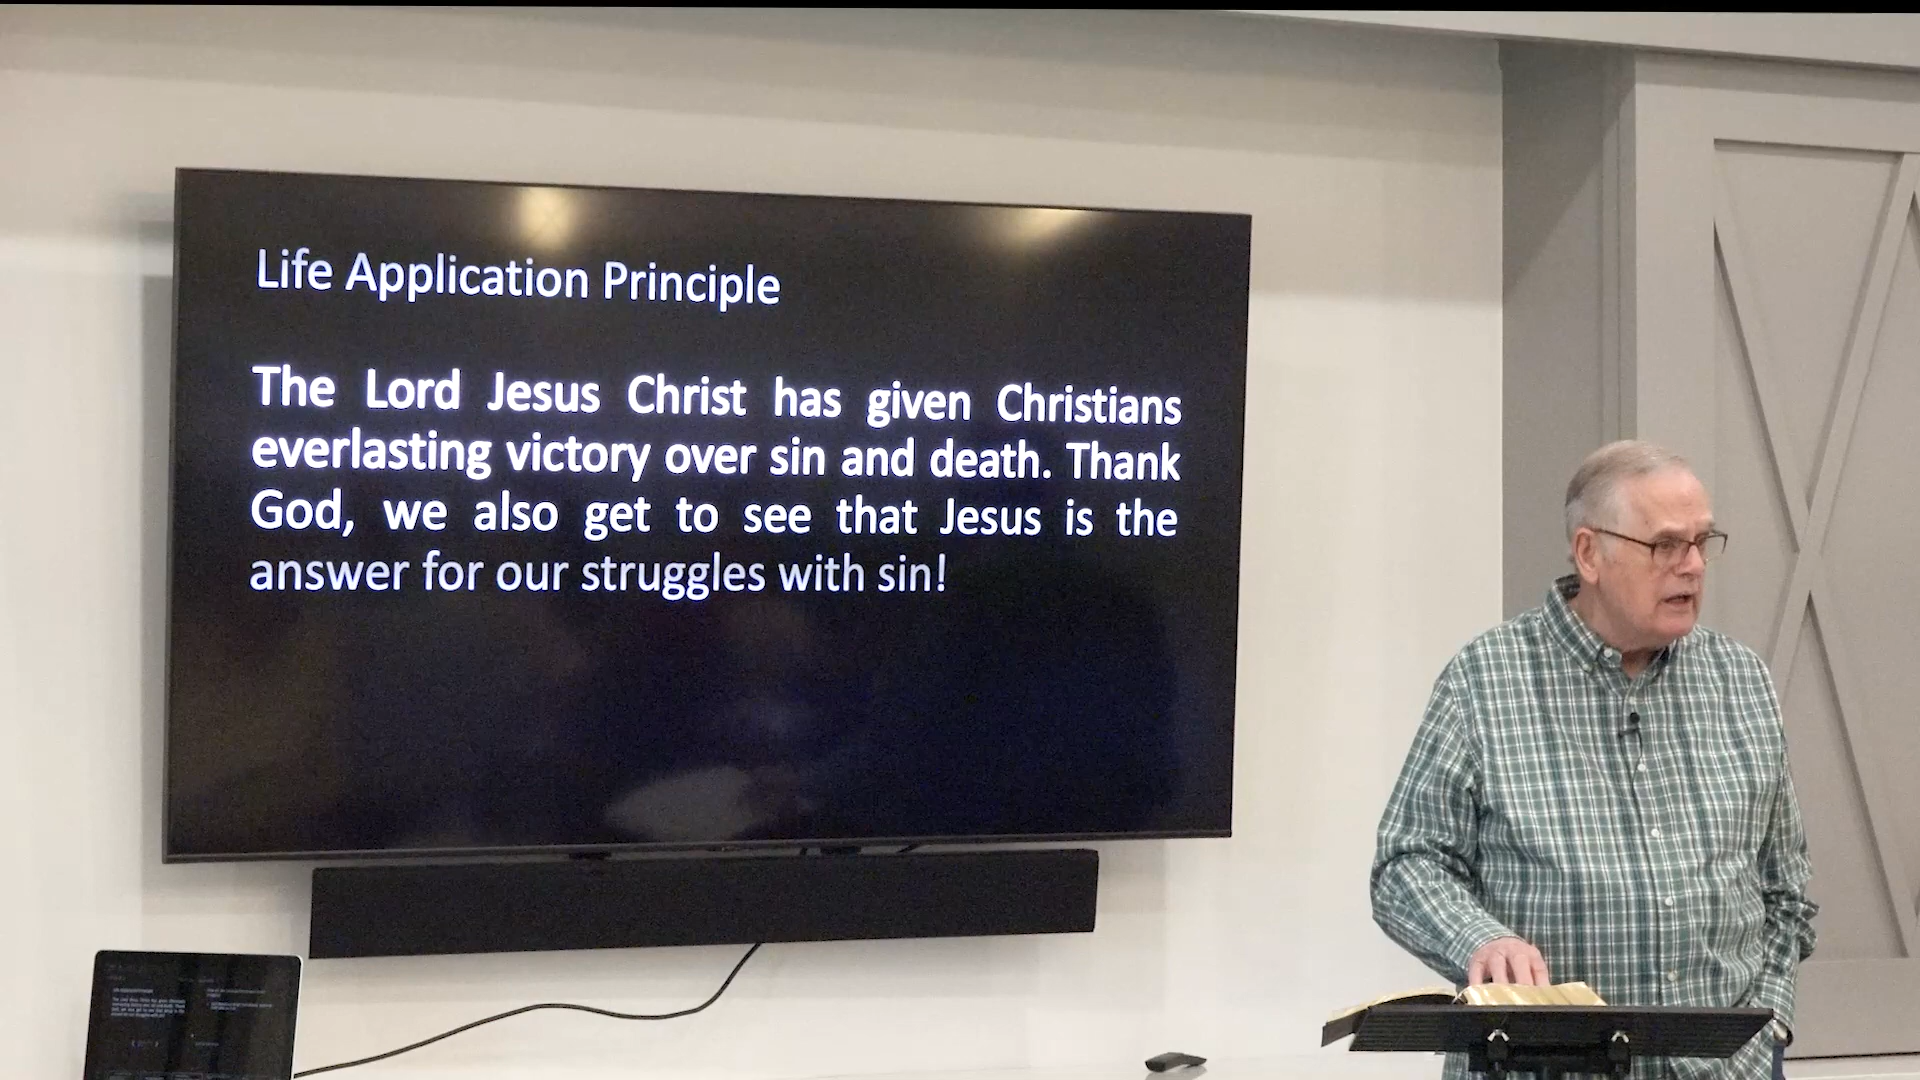 Life Application Principle
The Lord Jesus Christ has given Christians
everlasting victory over sin and death. Thank
God, we also get to see that Jesus is the
answer for our struggles with sin!